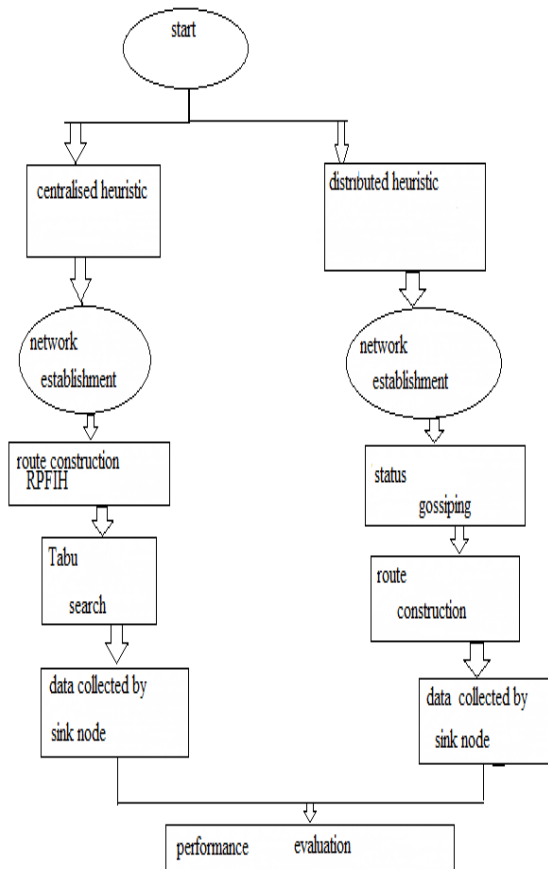 start
centralised heuristic
network
establishment
route construction
RPFIH
Tabu
search
data collected by
sink node
distributed heuristic
network
establishment
status
gossiping
route
construction
data collected by
sink node
performance evaluation